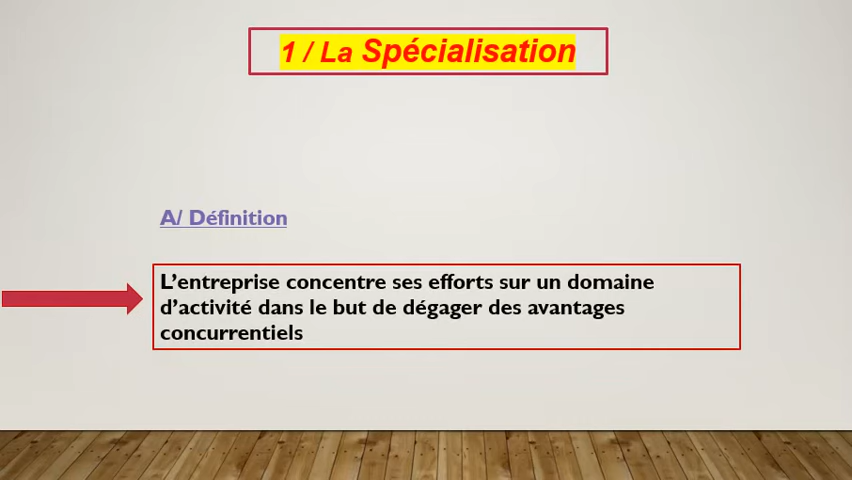 1 / La Spécialisation
A/ Définition
L’entreprise concentre ses efforts sur un domaine
d’activité dans le but de dégager des avantages
concurrentiels